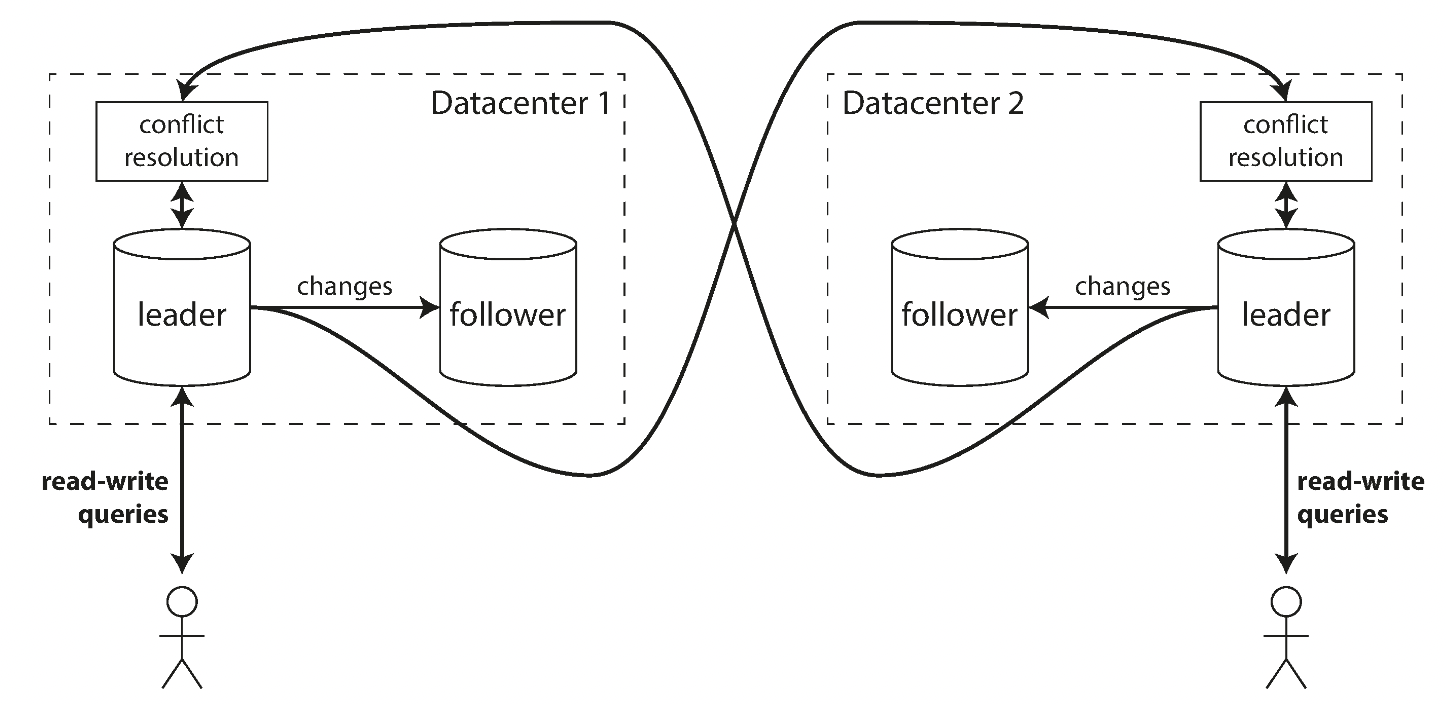 Datacenter 1
conflict
resolution
leader
changes
follower
read-write
queries
Datacenter 2
conflict
resolution
follower
changes
leader
read-write
queries